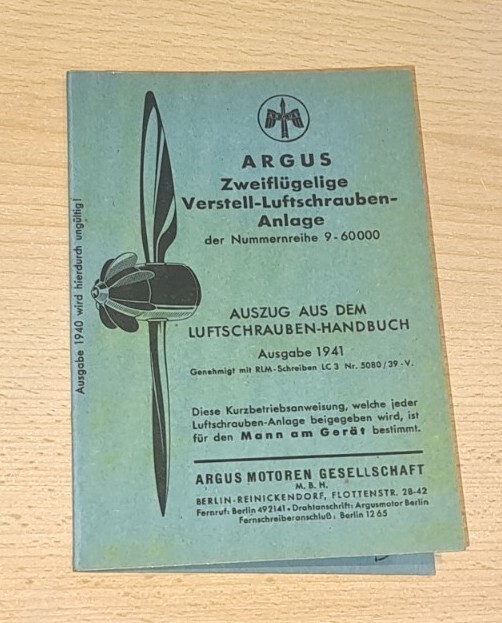 ARGUS
Zweiflügelige
Verstell-Luftschrauben-
Anlage
der Nummernreihe 9-60000
Ausgabe 1940 wird hierdurch ungültig!
AUSZUG AUS DEM
LUFTSCHRAUBEN-HANDBUCH
Ausgabe 1941
Genehmigt mit RLM-Schreiben LC 3 Nr. 5080/39-V.
Diese Kurzbetriebsanweisung, welche jeder
Luftschrauben-Anlage beigegeben wird, ist
für den Mann am Gerät bestimmt.
ARGUS MOTOREN GESELLSCHAFT
M.B.H.
BERLIN-REINICKENDORF, FLOTTENSTR. 28-42
Fernruf: Berlin 492141 • Drahtanschrift: Argusmotor Berlin
Fernschreiberanschluß: Berlin 1265